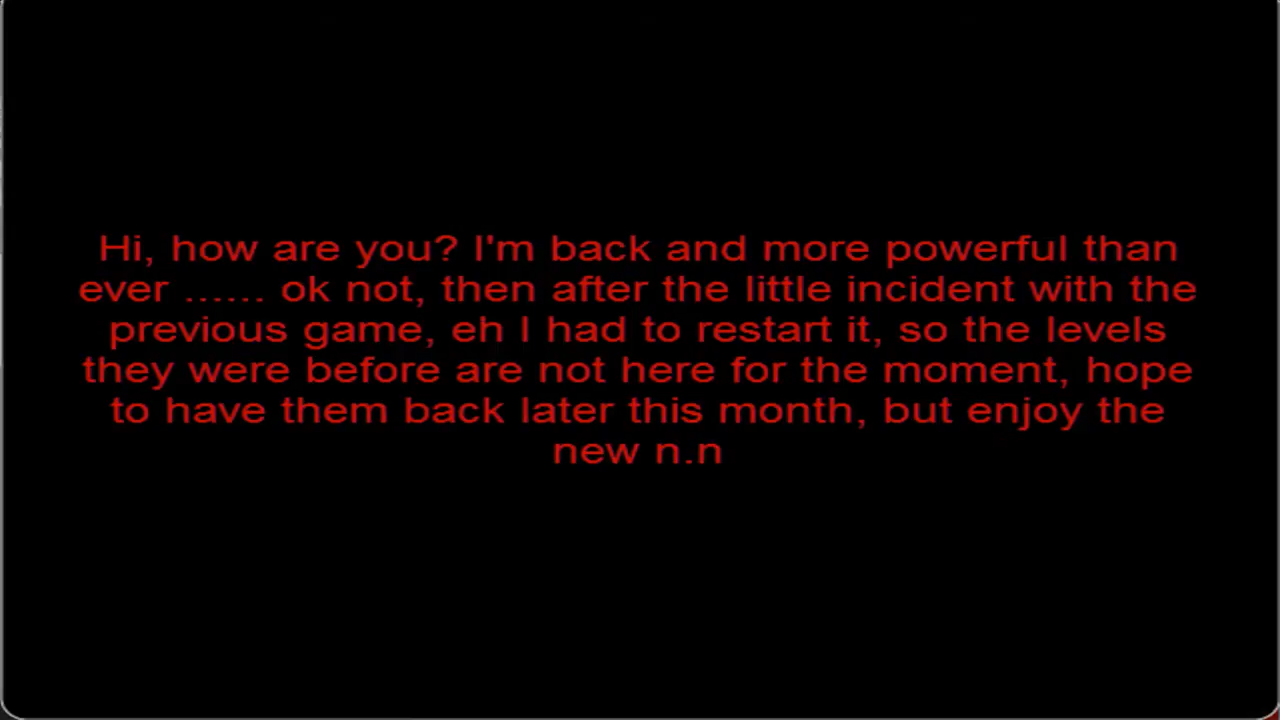 Hi, how are you? I'm back and more powerful than
ever ...... ok not, then after the little incident with the
previous game, eh I had to restart it, so the levels
they were before are not here for the moment, hope
to have them back later this month, but enjoy the
new n.n